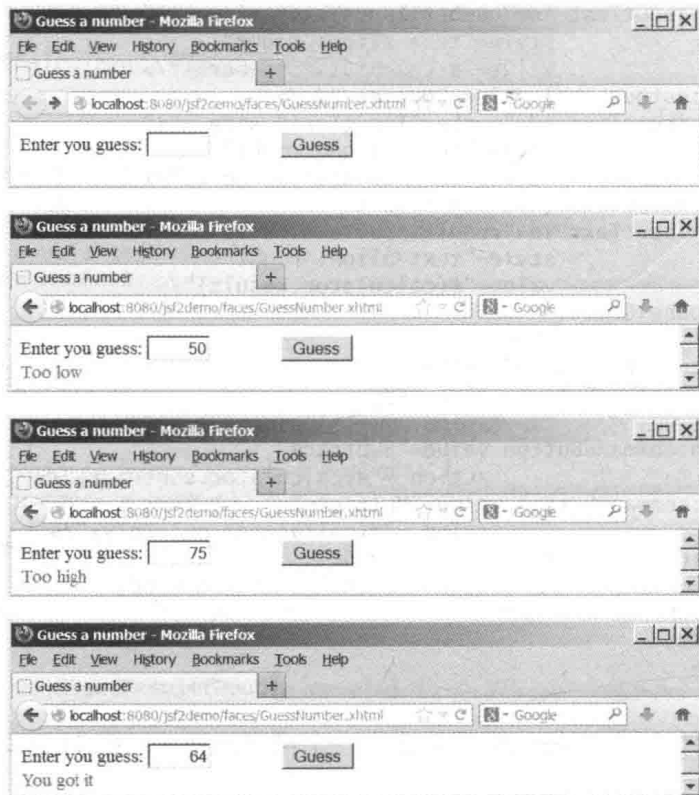 Guess a number - Mozilla Firefox
File Edit View History Bookmarks Tools Help
Guess a number +
localhost:8080/jsf2demo/faces/GuessNumber.xhtml Google
Enter you guess: Guess
Guess a number - Mozilla Firefox
File Edit View History Bookmarks Tools Help
Guess a number +
localhost:8080/jsf2demo/faces/GuessNumber.xhtml Google
Enter you guess: 50 Guess
Too low
Guess a number - Mozilla Firefox
File Edit View History Bookmarks Tools Help
Guess a number +
localhost:8080/jsf2demo/faces/GuessNumber.xhtml Google
Enter you guess: 75 Guess
Too high
Guess a number - Mozilla Firefox
File Edit View History Bookmarks Tools Help
Guess a number +
localhost:8080/jsf2demo/faces/GuessNumber.xhtml Google
Enter you guess: 64 Guess
You got it